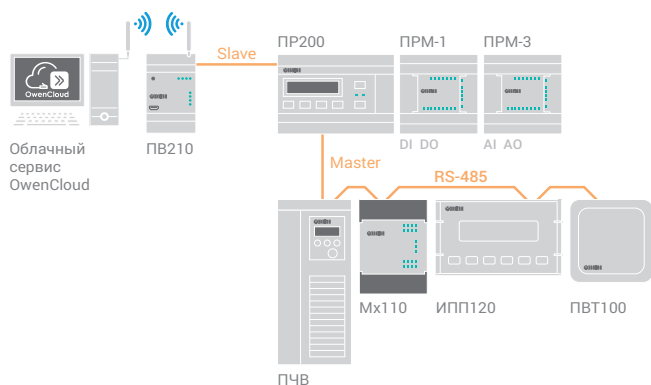 ПР200
ПРМ-1
ПРМ-3
Slave
OwenCloud
DI DO
AI AO
Облачный
сервис
OwenCloud
ПВ210
Master
RS-485
Мх110
ИПП120
ПВТ100
ПЧВ